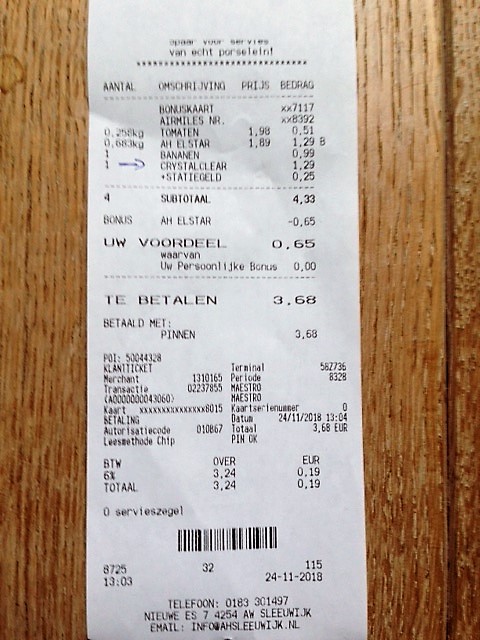 spaar voor servies
van echt porselein!
AANTAL OMSCHRIJVING PRIJS BEDRAG
BONUSKAART xx7117
AIRMILES NR. xx8392
0,258kg TOMATEN 1,98 0,51
0,683kg AH ELSTAR 1,89 1,29 B
1 BANANEN 0,99
1 CRYSTALCLEAR 1,29
+STATIEGELD 0,25
4 SUBTOTAAL 4,33
BONUS AH ELSTAR -0,65
UW VOORDEEL 0,65
waarvan
Uw Persoonlijke Bonus 0,00
TE BETALEN 3,68
BETAALD MET:
PINNEN 3,68
POI: 50044328
KLANTTICKET Terminal 58Z736
Merchant 1310165 Periode 8328
Transactie 02237855 MAESTRO
(A0000000043060) MAESTRO
Kaart xxxxxxxxxxxxxxx6015 Kaartserienummer 0
BETALING Datum 24/11/2018 13:04
Autorisatiecode 010B67 Totaal 3,68 EUR
Leesmethode Chip PIN OK
BTW OVER EUR
6% 3,24 0,19
TOTAAL 3,24 0,19
0 servieszegel
8725 32 115
13:03 24-11-2018
TELEFOON: 0183 301497
NIEUWE ES 7 4254 AW SLEEUWIJK
EMAIL: INFO@AHSLEEUWIJK.NL